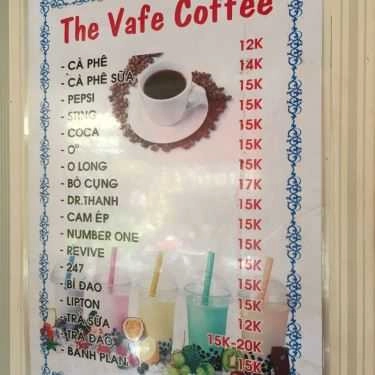 The Vafe Coffee
- CÀ PHÊ
- CÀ PHÊ SỮA
- PEPSI
- STING
- COCA
- O°
- O LONG
- BÒ CỤNG
- DR.THANH
- CAM ÉP
- NUMBER ONE
- REVIVE
- 247
- BÍ ĐAO
- LIPTON
- TRÀ SỮA
- TRÀ ĐÀO
- BÁNH PLAN
12K
14K
15K
15K
15K
15K
15K
17K
15K
15K
15K
15K
15K
15K
12K
15K-20K
15K